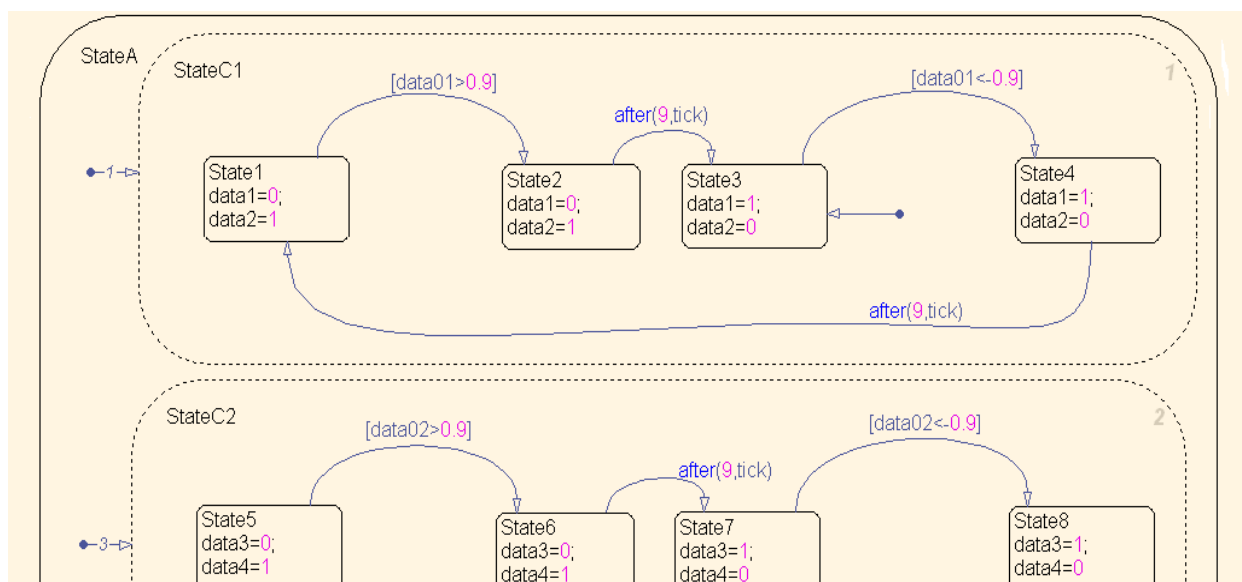 StateA
StateC1
1
[data01>0.9]
[data01<-0.9]
after(9,tick)
1
State1
data1=0;
data2=1
State2
data1=0;
data2=1
State3
data1=1;
data2=0
State4
data1=1;
data2=0
after(9,tick)
StateC2
2
[data02>0.9]
[data02<-0.9]
after(9,tick)
3
State5
data3=0;
data4=1
State6
data3=0;
data4=1
State7
data3=1;
data4=0
State8
data3=1;
data4=0